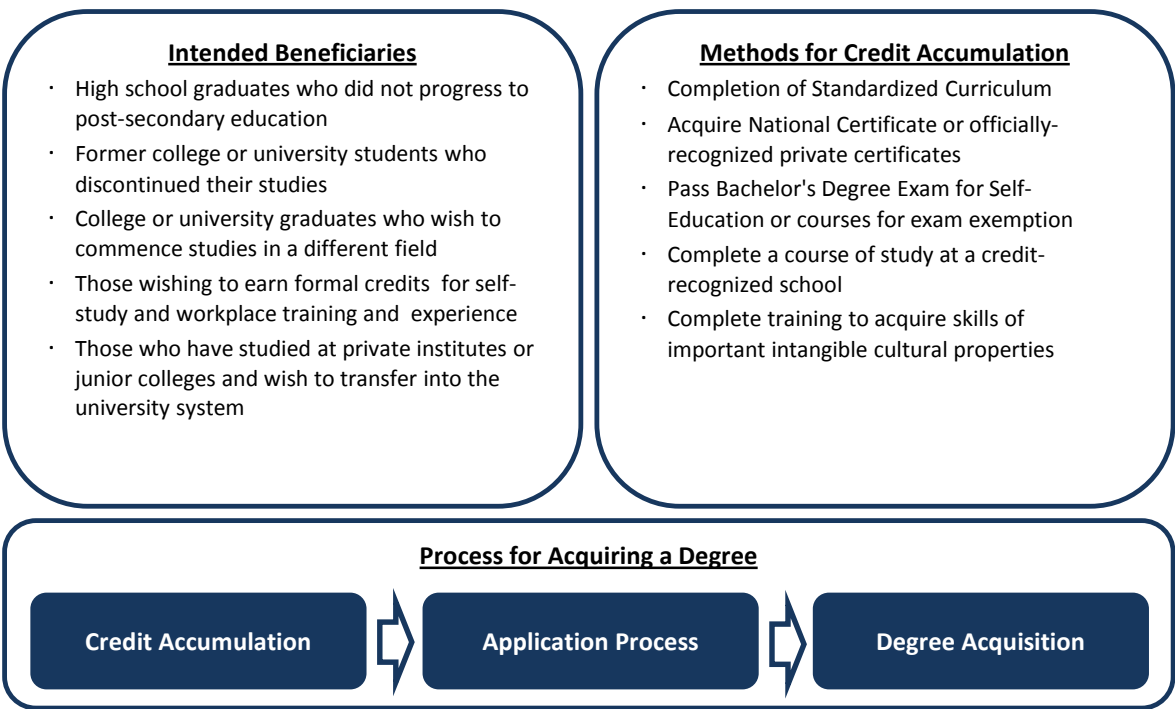 Intended Beneficiaries
· High school graduates who did not progress to
post-secondary education
· Former college or university students who
discontinued their studies
· College or university graduates who wish to
commence studies in a different field
· Those wishing to earn formal credits  for self-
study and workplace training and  experience
· Those who have studied at private institutes or
junior colleges and wish to transfer into the
university system
Methods for Credit Accumulation
· Completion of Standardized Curriculum
· Acquire National Certificate or officially-
recognized private certificates
· Pass Bachelor's Degree Exam for Self-
Education or courses for exam exemption
· Complete a course of study at a credit-
recognized school
· Complete training to acquire skills of
important intangible cultural properties
Process for Acquiring a Degree
Credit Accumulation
Application Process
Degree Acquisition